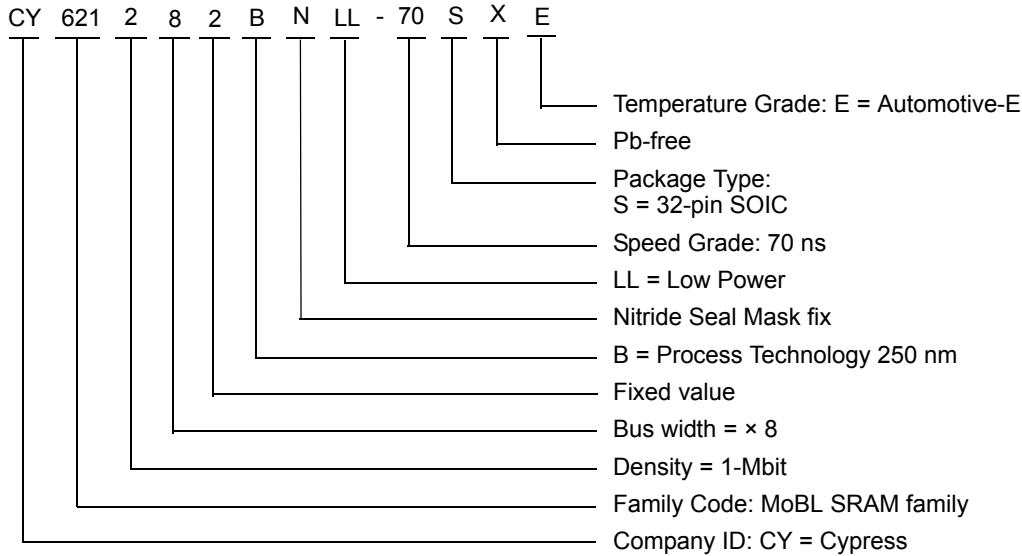 CY 621 2 8 2 B N LL - 70 S X E
Temperature Grade: E = Automotive-E
Pb-free
Package Type:
S = 32-pin SOIC
Speed Grade: 70 ns
LL = Low Power
Nitride Seal Mask fix
B = Process Technology 250 nm
Fixed value
Bus width = × 8
Density = 1-Mbit
Family Code: MoBL SRAM family
Company ID: CY = Cypress